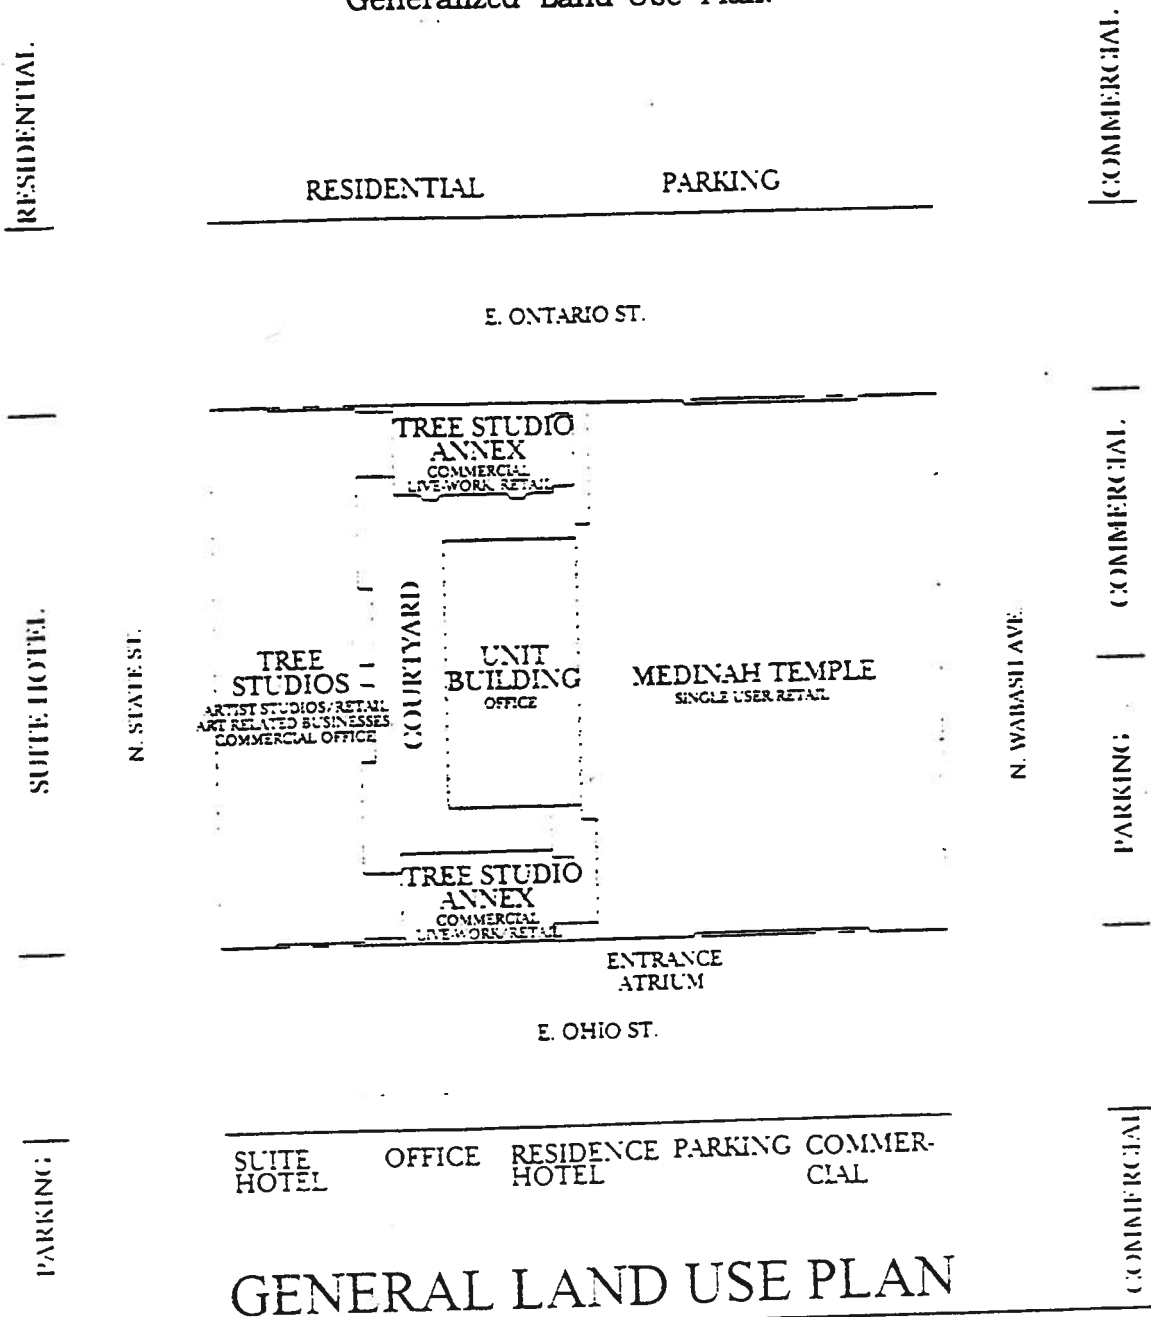 Generalized Land Use Plan.
RESIDENTIAL
COMMERCIAL
RESIDENTIAL
PARKING
E. ONTARIO ST.
TREE STUDIO
ANNEX
COMMERCIAL
LIVE-WORK/RETAIL
COMMERCIAL
SUITE HOTEL
N. STATE ST.
TREE
STUDIOS
ARTIST STUDIOS/RETAIL
ART RELATED BUSINESSES
COMMERCIAL OFFICE
COURTYARD
UNIT
BUILDING
OFFICE
MEDINAH TEMPLE
SINGLE USER RETAIL
N. WABASH AVE.
PARKING
TREE STUDIO
ANNEX
COMMERCIAL
LIVE-WORK/RETAIL
ENTRANCE
ATRIUM
E. OHIO ST.
PARKING
SUITE
HOTEL
OFFICE
RESIDENCE
HOTEL
PARKING
COMMER-
CIAL
COMMERCIAL
GENERAL LAND USE PLAN